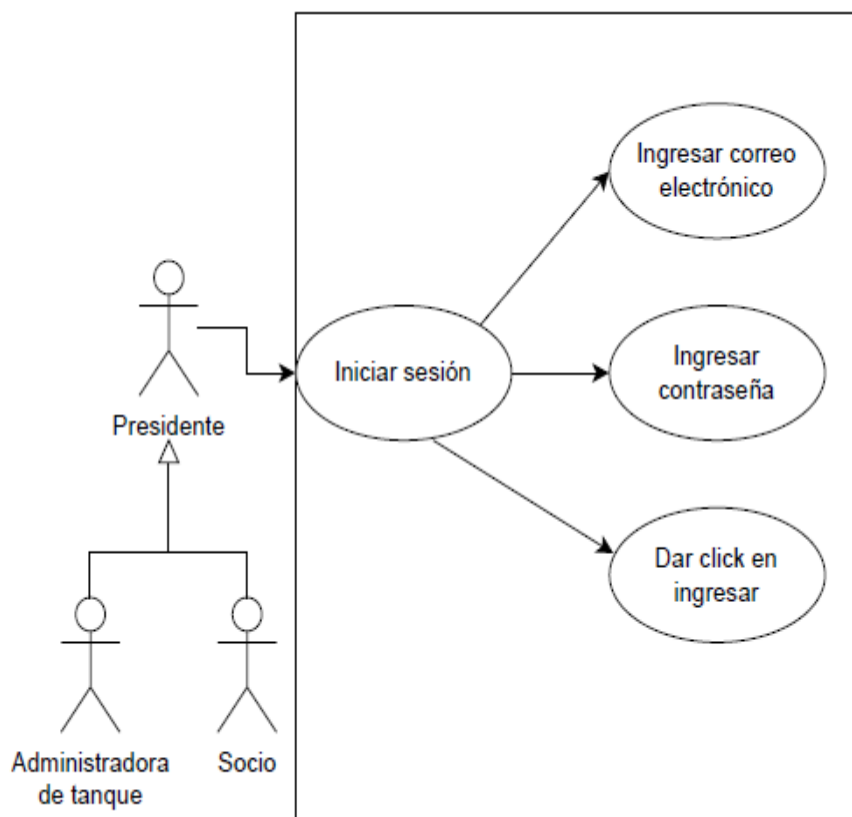 Ingresar correo
electrónico
Iniciar sesión
Ingresar
contraseña
Presidente
Dar click en
ingresar
Administradora
de tanque
Socio